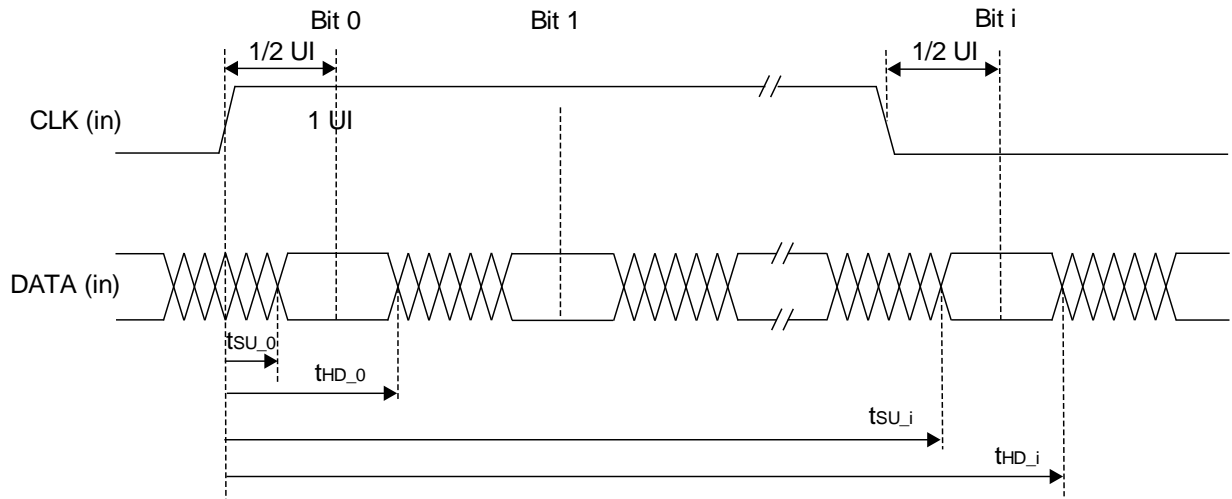 Bit 0 Bit 1 Bit i
1/2 UI 1/2 UI
CLK (in) 1 UI
DATA (in)
tSU_0
tHD_0
tSU_i
tHD_i